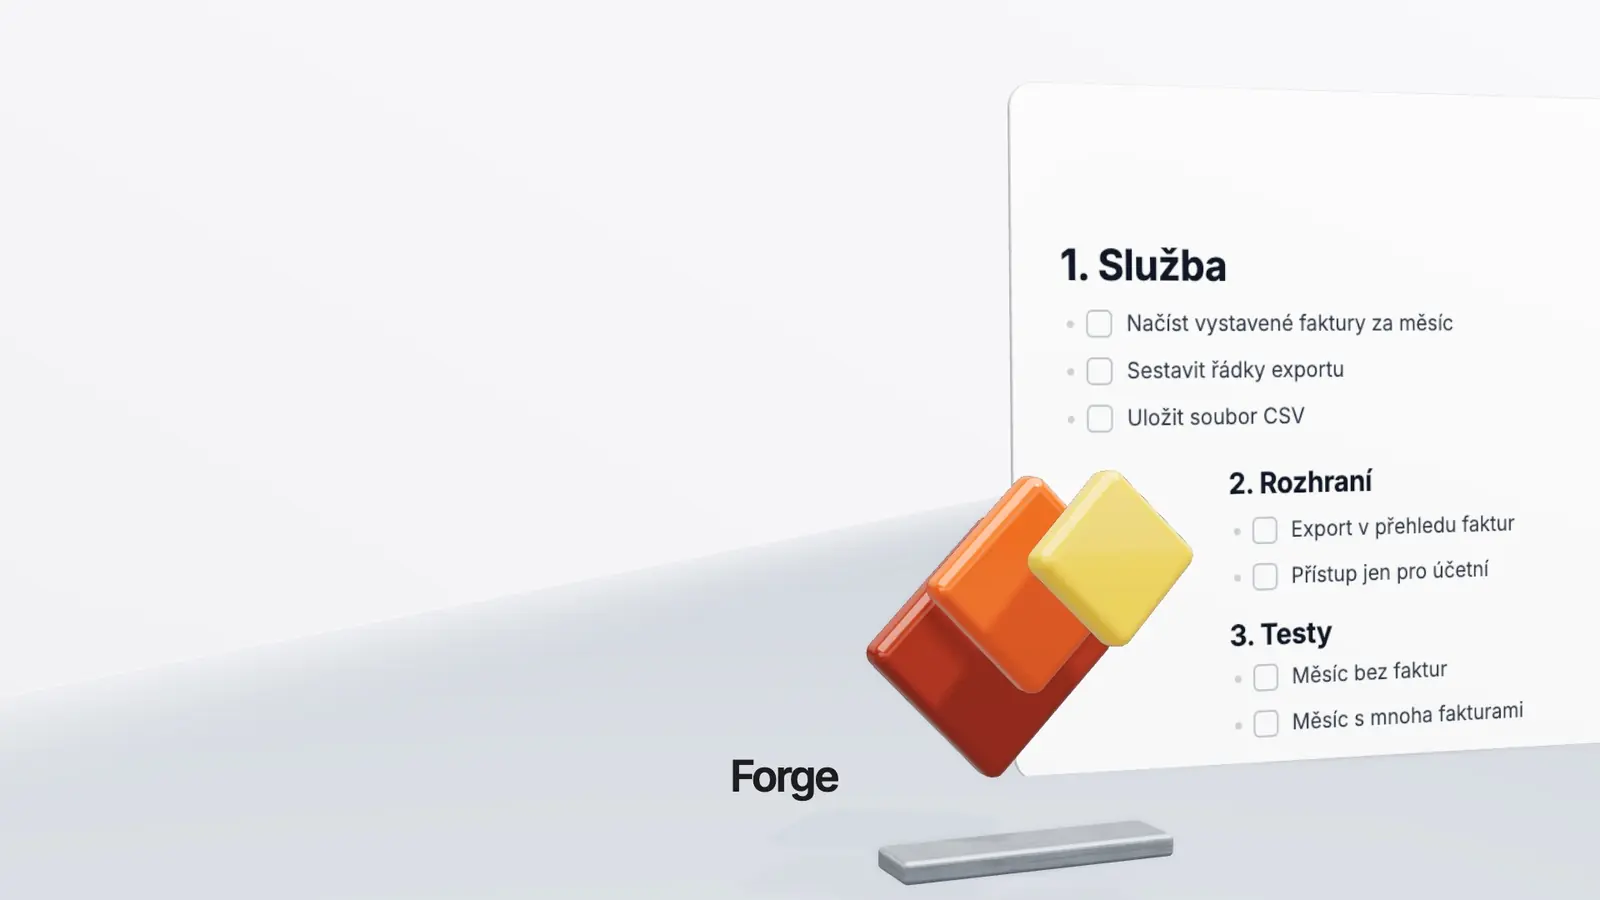 1. Služba
Načíst vystavené faktury za měsíc
Sestavit řádky exportu
Uložit soubor CSV
2. Rozhraní
Export v přehledu faktur
Přístup jen pro účetní
3. Testy
Měsíc bez faktur
Měsíc s mnoha fakturami
Forge